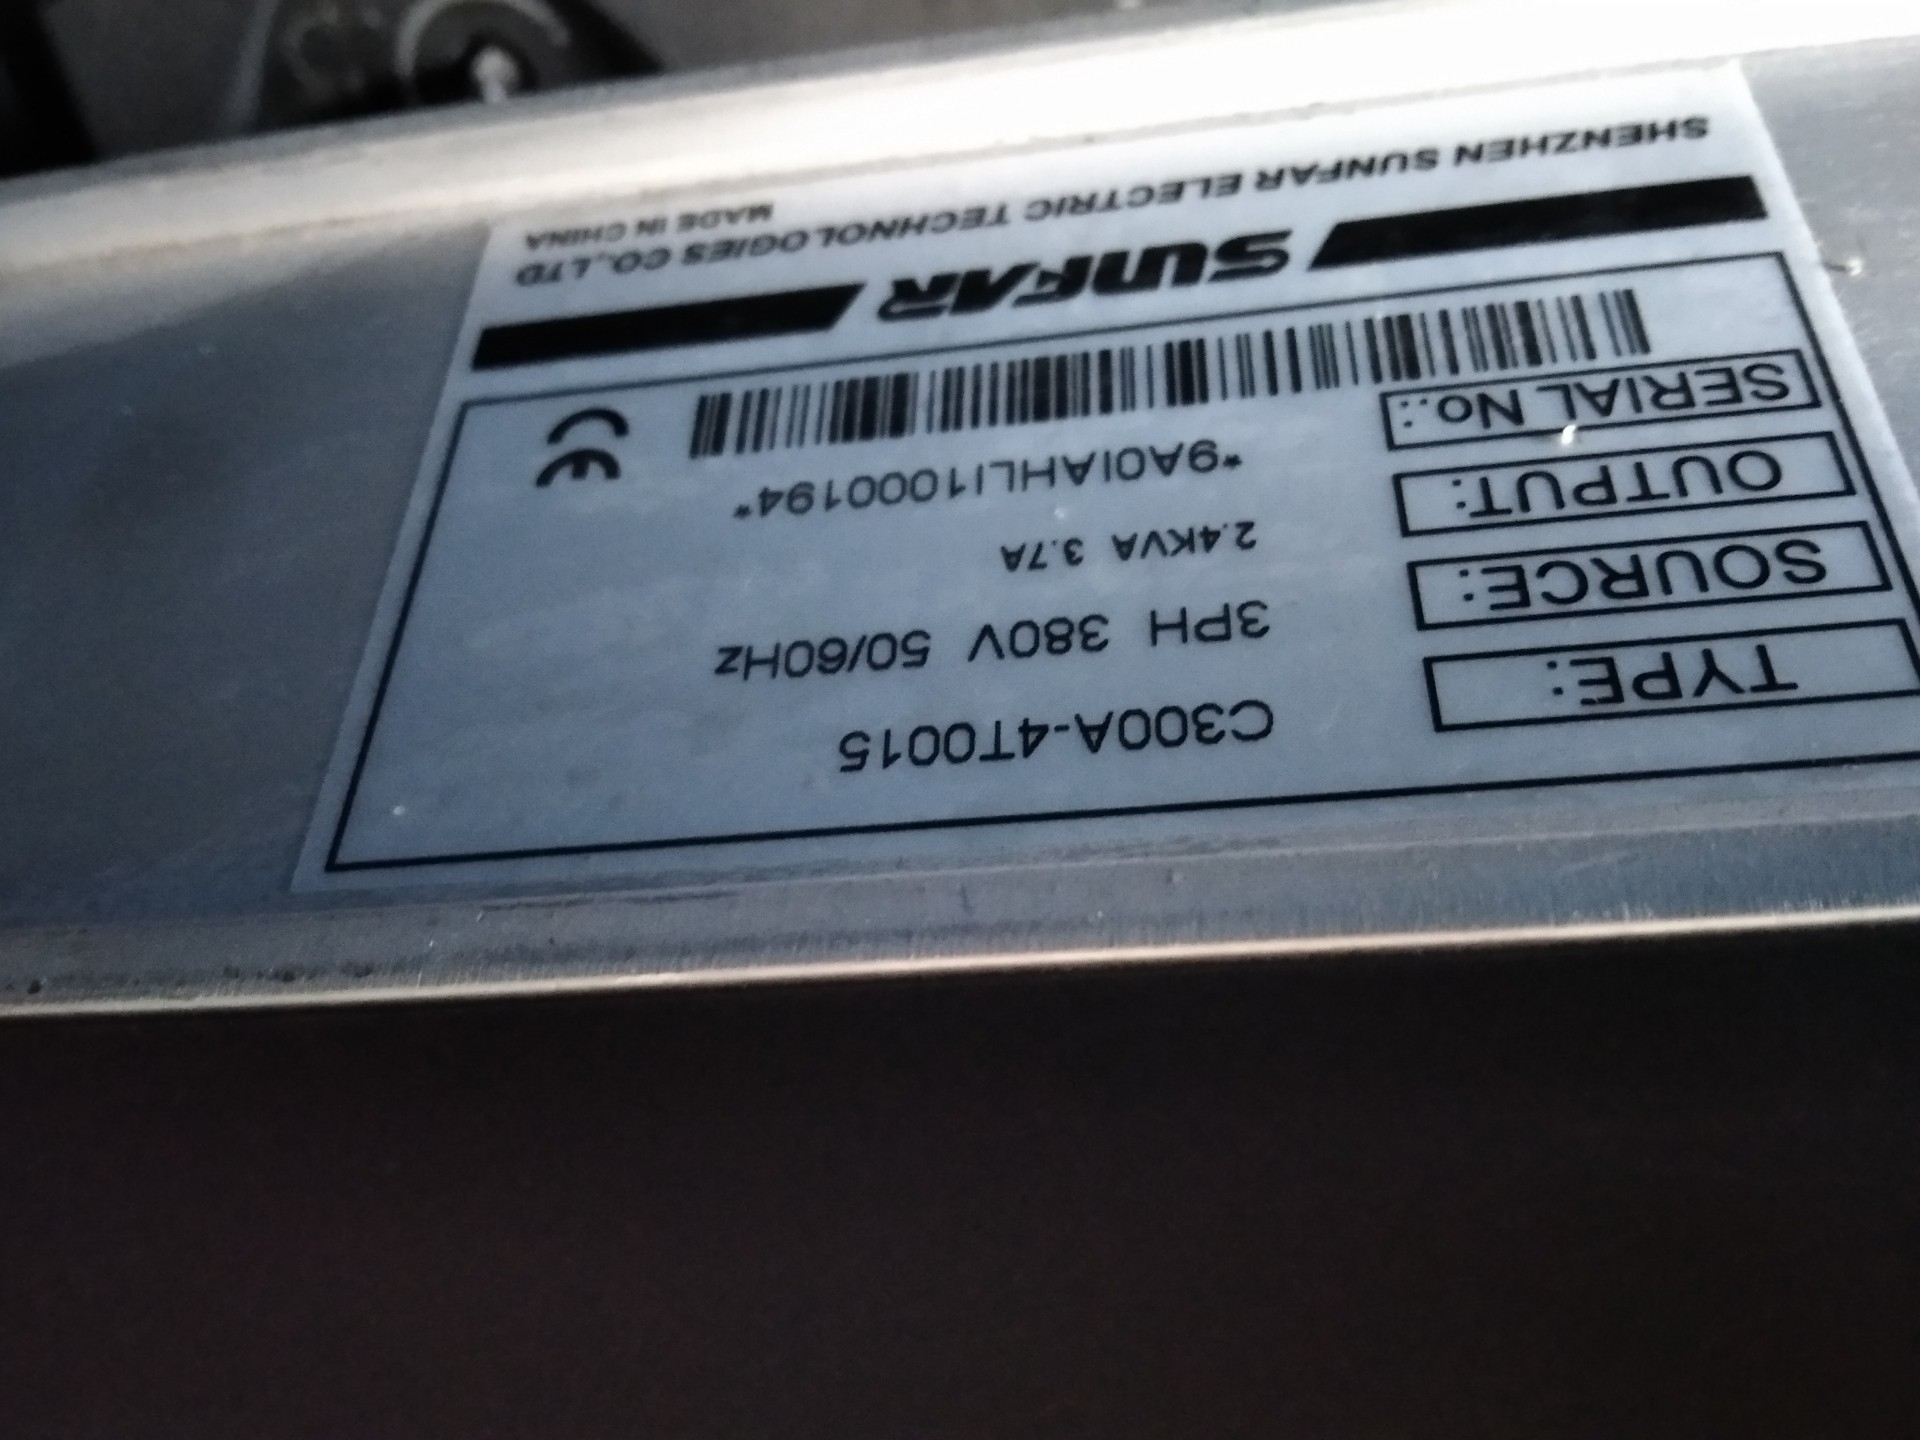 TYPE: C300A-4T0015
SOURCE: 3PH 380V 50/60Hz
OUTPUT: 2.4KVA 3.7A
SERIAL No.: *9A0IAHLI1000194*
CE
SUNFAR
SHENZHEN SUNFAR ELECTRIC TECHNOLOGIES CO.,LTD
MADE IN CHINA